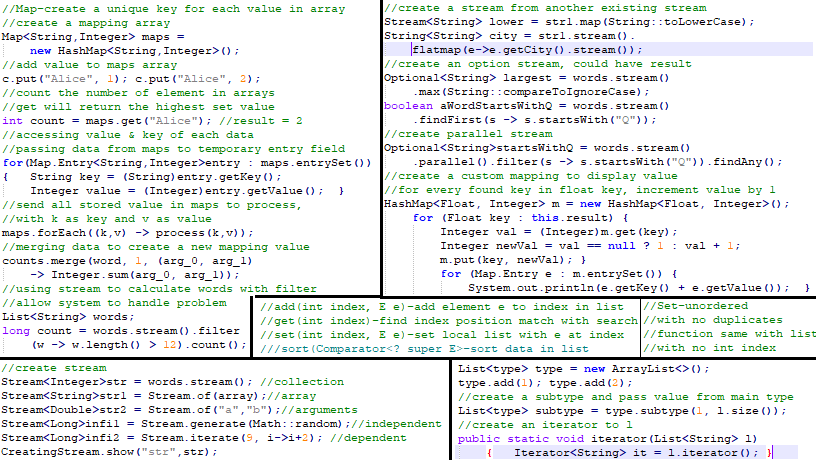 //Map-create a unique key for each value in array
//create a mapping array
Map<String,Integer> maps =
new HashMap<String,Integer>();
//add value to maps array
c.put("Alice", 1); c.put("Alice", 2);
//count the number of element in arrays
//get will return the highest set value
int count = maps.get("Alice"); //result = 2
//accessing value & key of each data
//passing data from maps to temporary entry field
for(Map.Entry<String,Integer>entry : maps.entrySet())
{ String key = (String)entry.getKey();
Integer value = (Integer)entry.getValue(); }
//send all stored value in maps to process,
//with k as key and v as value
maps.forEach((k,v) -> process(k,v));
//merging data to create a new mapping value
counts.merge(word, 1, (arg_0, arg_1)
-> Integer.sum(arg_0, arg_1));
//using stream to calculate words with filter
//allow system to handle problem
List<String> words;
long count = words.stream().filter
(w -> w.length() > 12).count();
//create a stream from another existing stream
Stream<String> lower = str1.map(String::toLowerCase);
String<String> city = str1.stream().
flatmap(e->e.getCity().stream());
//create an option stream, could have result
Optional<String> largest = words.stream()
.max(String::compareToIgnoreCase);
boolean aWordStartsWithQ = words.stream()
.findFirst(s -> s.startsWith("Q"));
//create parallel stream
Optional<String>startsWithQ = words.stream()
.parallel().filter(s -> s.startsWith("Q")).findAny();
//create a custom mapping to display value
//for every found key in float key, increment value by 1
HashMap<Float, Integer> m = new HashMap<Float, Integer>();
for (Float key : this.result) {
Integer val = (Integer)m.get(key);
Integer newVal = val == null ? 1 : val + 1;
m.put(key, newVal); }
for (Map.Entry e : m.entrySet()) {
System.out.println(e.getKey() + e.getValue()); }
//add(int index, E e)-add element e to index in list
//get(int index)-find index position match with search
//set(int index, E e)-set local list with e at index
///sort(Comparator<? super E>-sort data in list
//Set-unordered
//with no duplicates
//function same with list
//with no int index
//create stream
Stream<Integer>str = words.stream(); //collection
Stream<String>str1 = Stream.of(array);//array
Stream<Double>str2 = Stream.of("a","b");//arguments
Stream<Long>infi1 = Stream.generate(Math::random);//independent
Stream<Long>infi2 = Stream.iterate(9, i->i+2); //dependent
CreatingStream.show("str",str);
List<type> type = new ArrayList<>();
type.add(1); type.add(2);
//create a subtype and pass value from main type
List<type> subtype = type.subtype(1, l.size());
//create an iterator to l
public static void iterator(List<String> l)
{ Iterator<String> it = l.iterator(); }